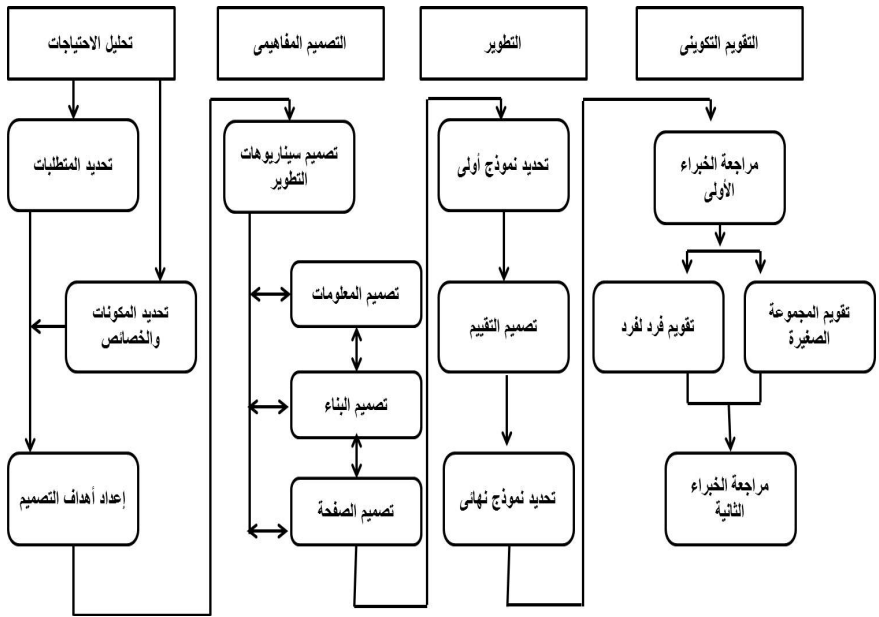 تحليل الاحتياجات
التصميم المفاهيمى
التطوير
التقويم التكوينى
تحديد المتطلبات
تحديد المكونات
والخصائص
إعداد أهداف التصميم
تصميم سيناريوهات
التطوير
تصميم المعلومات
تصميم البناء
تصميم الصفحة
تحديد نموذج أولى
تصميم التقييم
تحديد نموذج نهائى
مراجعة الخبراء
الأولى
تقويم فرد لفرد
تقويم المجموعة
الصغيرة
مراجعة الخبراء
الثانية